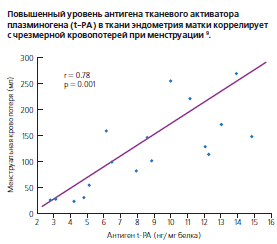 Повышенный уровень антигена тканевого активатора
плазминогена (t-PA) в ткани эндометрия матки коррелирует
с чрезмерной кровопотерей при менструации ⁹.
Менструальная кровопотеря (мл)
300
250
200
150
100
50
0
r = 0.78
p = 0.001
2 3 4 5 6 7 8 9 10 11 12 13 14 15 16
Антиген t-PA (нг/мг белка)